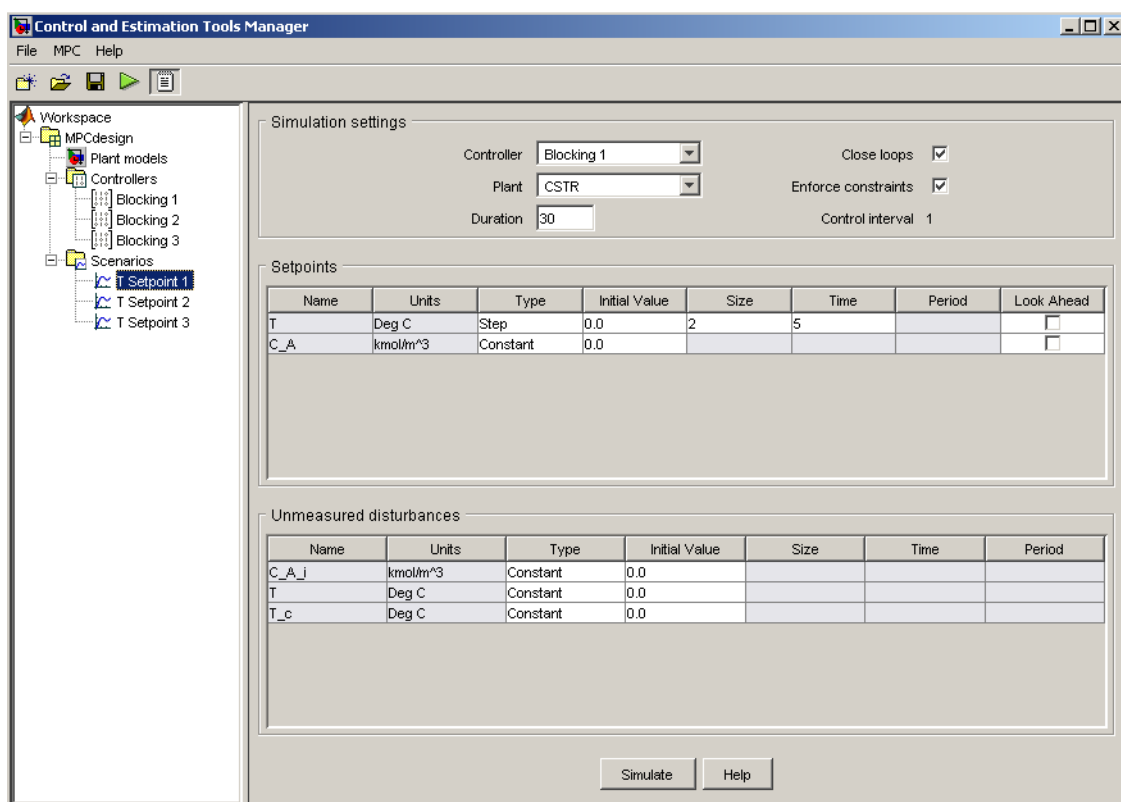 Control and Estimation Tools Manager
File MPC Help
Workspace
MPCdesign
Plant models
Controllers
Blocking 1
Blocking 2
Blocking 3
Scenarios
T Setpoint 1
T Setpoint 2
T Setpoint 3
Simulation settings
Controller Blocking 1 Close loops
Plant CSTR Enforce constraints
Duration 30 Control interval 1
Setpoints
Name Units Type Initial Value Size Time Period Look Ahead
T Deg C Step 0.0 2 5
C_A kmol/m^3 Constant 0.0
Unmeasured disturbances
Name Units Type Initial Value Size Time Period
C_A_i kmol/m^3 Constant 0.0
T Deg C Constant 0.0
T_c Deg C Constant 0.0
Simulate Help